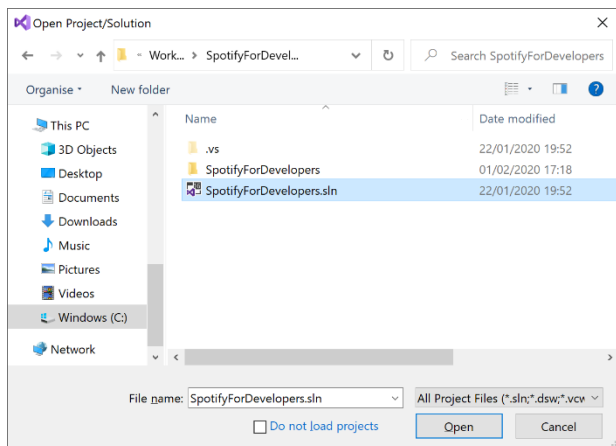 Open Project/Solution
Work... SpotifyForDevel... Search SpotifyForDevelopers
Organise New folder
Name Date modified
This PC
3D Objects
Desktop
Documents
Downloads
Music
Pictures
Videos
Windows (C:)
Network
.vs 22/01/2020 19:52
SpotifyForDevelopers 01/02/2020 17:18
SpotifyForDevelopers.sln 22/01/2020 19:52
File name: SpotifyForDevelopers.sln All Project Files (*.sln;*.dsw;*.vcw
Do not load projects Open Cancel